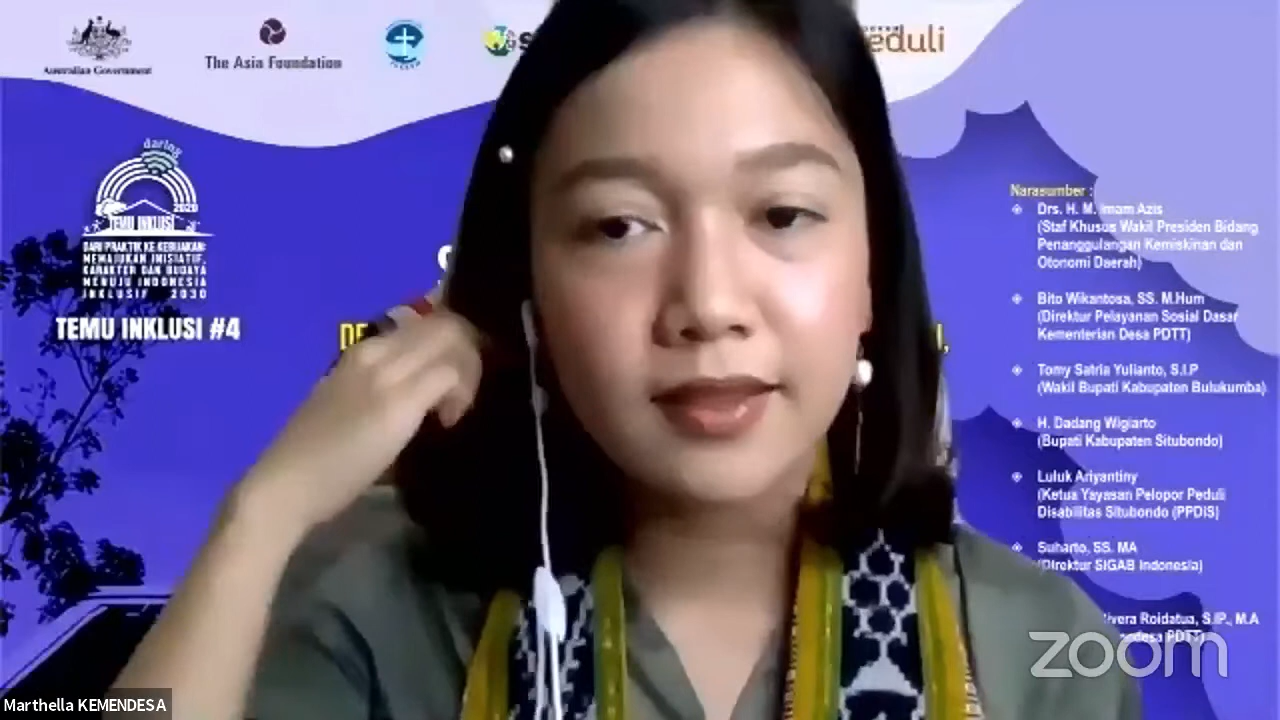 Australian Government
The Asia Foundation
eduli
daring
2020
TEMU INKLUSI
DARI PRAKTIK KE KEBIJAKAN:
MEMAJUKAN INISIATIF,
KARAKTER DAN BUDAYA
MENUJU INDONESIA
INKLUSIF 2030
TEMU INKLUSI #4
Narasumber :
Drs. H. M. Imam Azis
(Staf Khusus Wakil Presiden Bidang
Penanggulangan Kemiskinan dan
Otonomi Daerah)
Bito Wikantosa, SS. M.Hum
(Direktur Pelayanan Sosial Dasar
Kementerian Desa PDTT)
Tomy Satria Yulianto, S.I.P
(Wakil Bupati Kabupaten Bulukumba)
H. Dadang Wigiarto
(Bupati Kabupaten Situbondo)
Luluk Ariyantiny
(Ketua Yayasan Pelopor Peduli
Disabilitas Situbondo (PPDIS)
Suharto, SS. MA
(Direktur SIGAB Indonesia)
Roidatua, S.IP., M.A
PDTT)
zoom
Marthella KEMENDESA